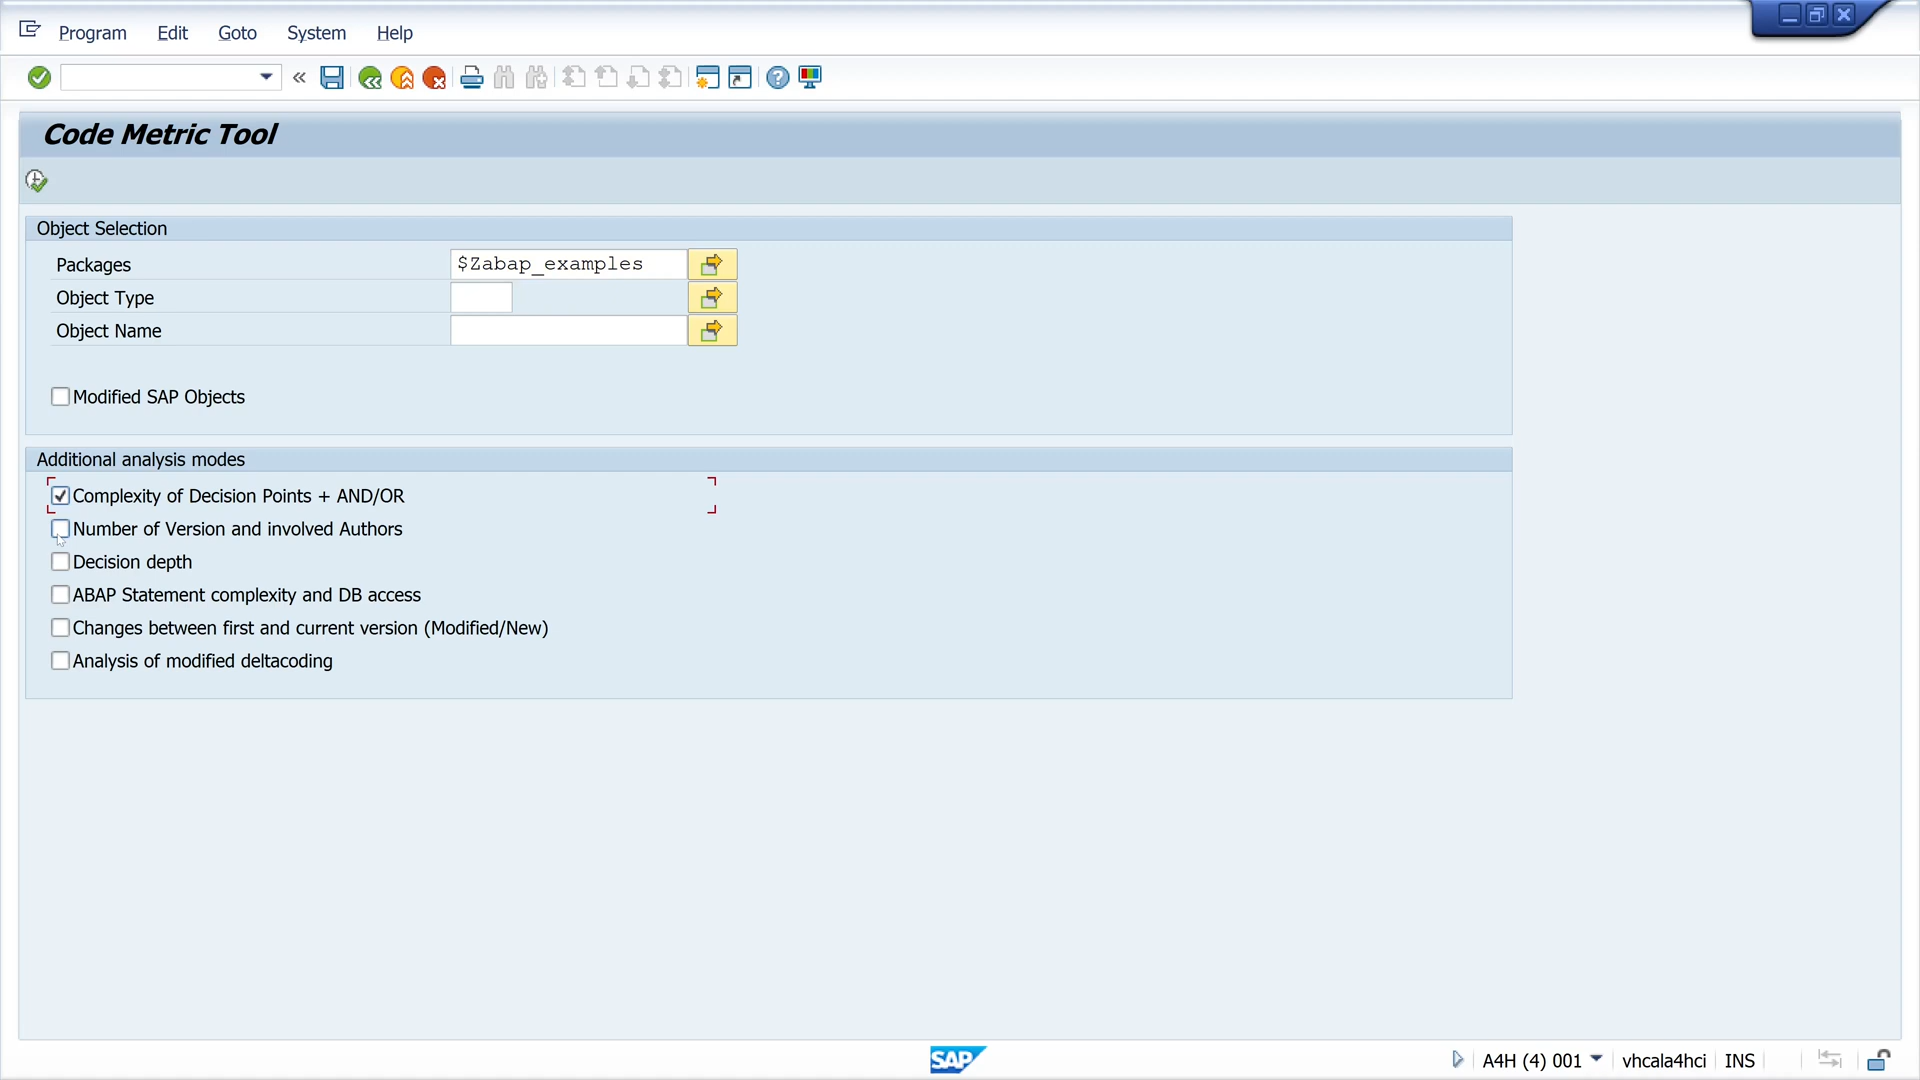 Program Edit Goto System Help
Code Metric Tool
Object Selection
Packages $Zabap_examples
Object Type
Object Name
Modified SAP Objects
Additional analysis modes
Complexity of Decision Points + AND/OR
Number of Version and involved Authors
Decision depth
ABAP Statement complexity and DB access
Changes between first and current version (Modified/New)
Analysis of modified deltacoding
SAP A4H (4) 001 vhcala4hci INS